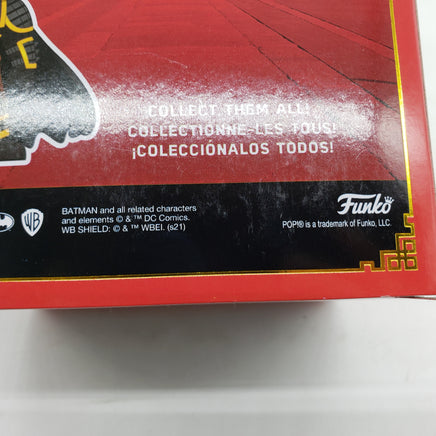 COLLECT THEM ALL!
COLLECTIONNE-LES TOUS!
¡COLECCIÓNALOS TODOS!
WB
BATMAN and all related characters
and elements © & ™ DC Comics.
WB SHIELD: © & ™ WBEI. (s21)
Funko
POP!® is a trademark of Funko, LLC.